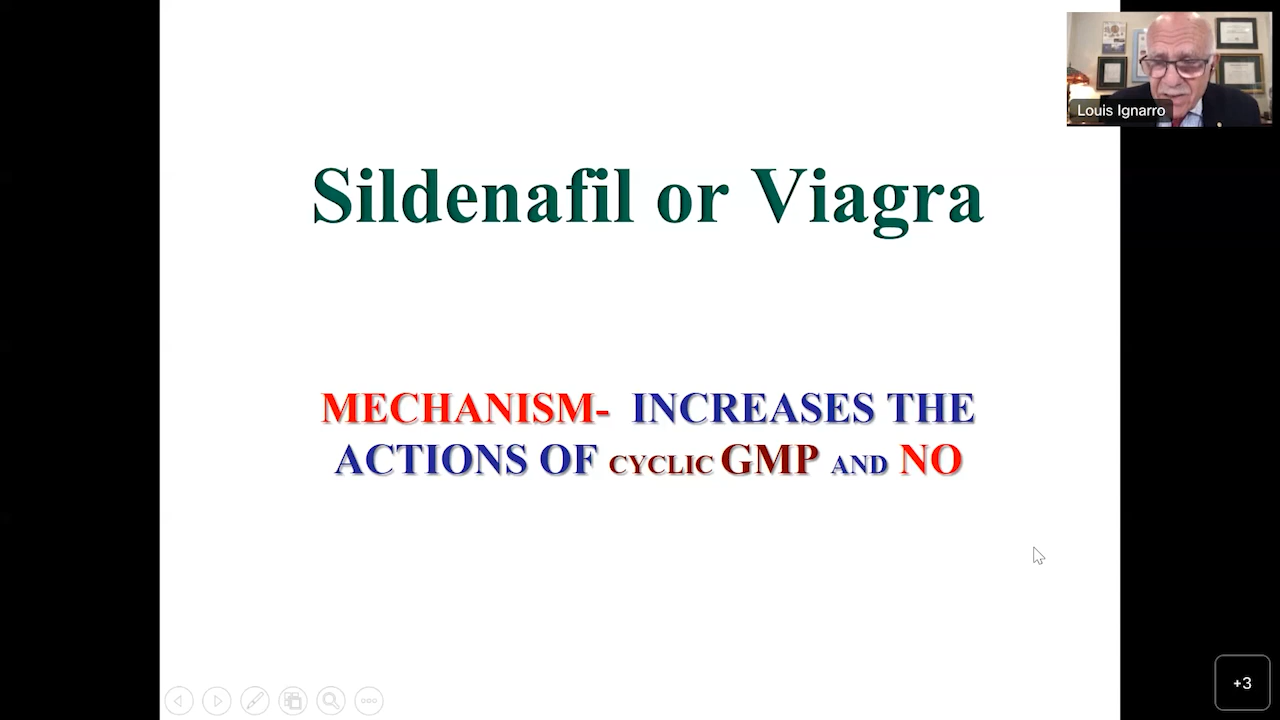 Louis Ignarro
Sildenafil or Viagra
MECHANISM- INCREASES THE
ACTIONS OF CYCLIC GMP AND NO
+3